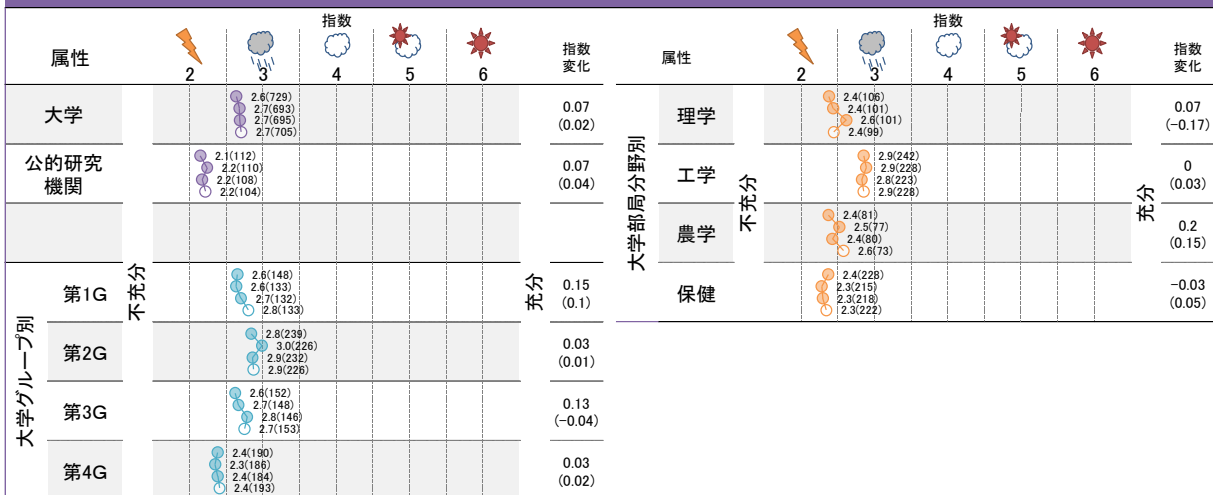 指数
属性
2
3
4
5
6
指数
変化
大学
2.6(729)
2.7(693)
2.7(695)
2.7(705)
0.07
(0.02)
公的研究
機関
2.1(112)
2.2(110)
2.2(108)
2.2(104)
0.07
(0.04)
大学グループ別
不充分
充分
第1G
2.6(148)
2.6(133)
2.7(132)
2.8(133)
0.15
(0.1)
第2G
2.8(239)
3.0(226)
2.9(232)
2.9(226)
0.03
(0.01)
第3G
2.6(152)
2.7(148)
2.8(146)
2.7(153)
0.13
(-0.04)
第4G
2.4(190)
2.3(186)
2.4(184)
2.4(193)
0.03
(0.02)
指数
属性
2
3
4
5
6
指数
変化
大学部局分野別
不充分
充分
理学
2.4(106)
2.4(101)
2.6(101)
2.4(99)
0.07
(-0.17)
工学
2.9(242)
2.9(228)
2.8(223)
2.9(228)
0
(0.03)
農学
2.4(81)
2.5(77)
2.4(80)
2.6(73)
0.2
(0.15)
保健
2.4(228)
2.3(215)
2.3(218)
2.3(222)
-0.03
(0.05)